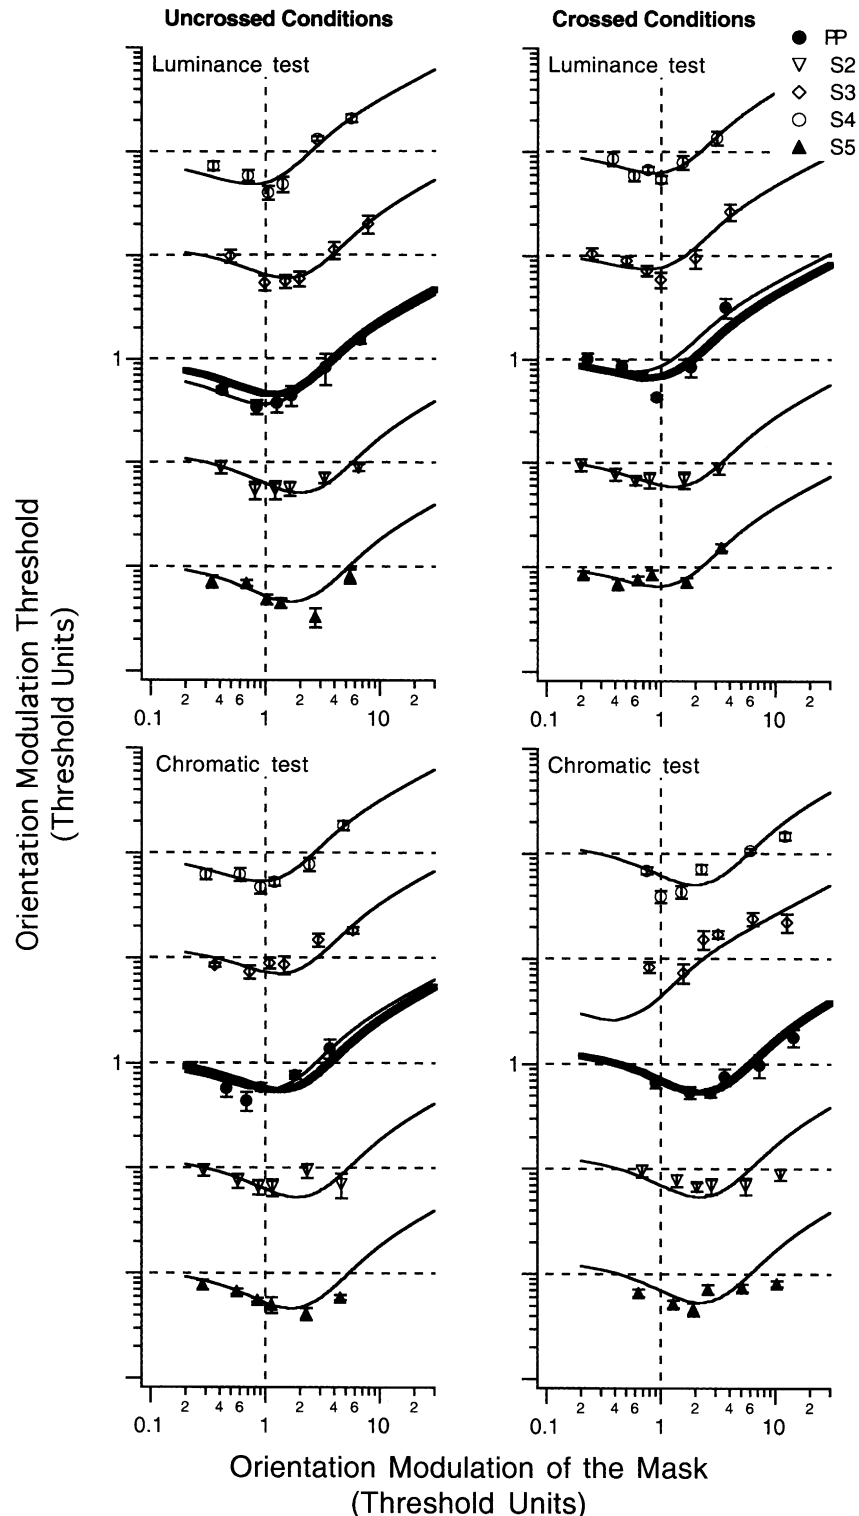 Uncrossed Conditions
Crossed Conditions
PP
S2
S3
S4
S5
Luminance test
Luminance test
1
1
2 4 6 2 4 6 2
0.1 1 10
2 4 6 2 4 6 2
0.1 1 10
Orientation Modulation Threshold
(Threshold Units)
Chromatic test
Chromatic test
1
1
2 4 6 2 4 6 2
0.1 1 10
2 4 6 2 4 6 2
0.1 1 10
Orientation Modulation of the Mask
(Threshold Units)